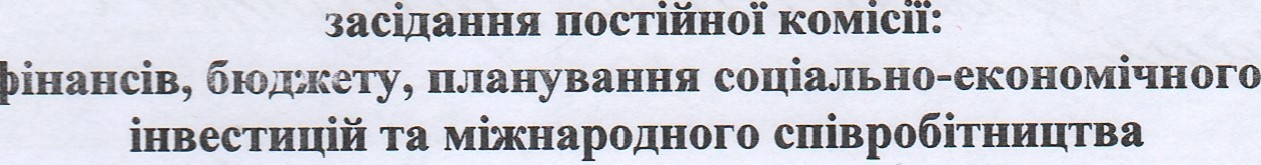 засідання постійної комісії:
фінансів, бюджету, планування соціально-економічного
інвестицій та міжнародного співробітництва